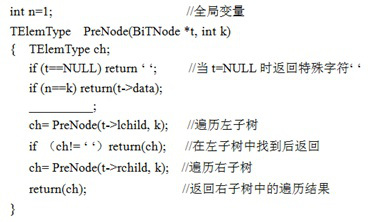 int n=1; //全局变量
TElemType PreNode(BiTNode *t, int k)
{ TElemType ch;
if (t==NULL) return ‘ ‘; //当 t=NULL 时返回特殊字符‘ ‘
if (n==k) return(t->data);
__________;
ch= PreNode(t->lchild, k); //遍历左子树
if （ch!= ‘ ‘）return(ch); //在左子树中找到后返回
ch= PreNode(t->rchild, k); //遍历右子树
return(ch); //返回右子树中的遍历结果
}